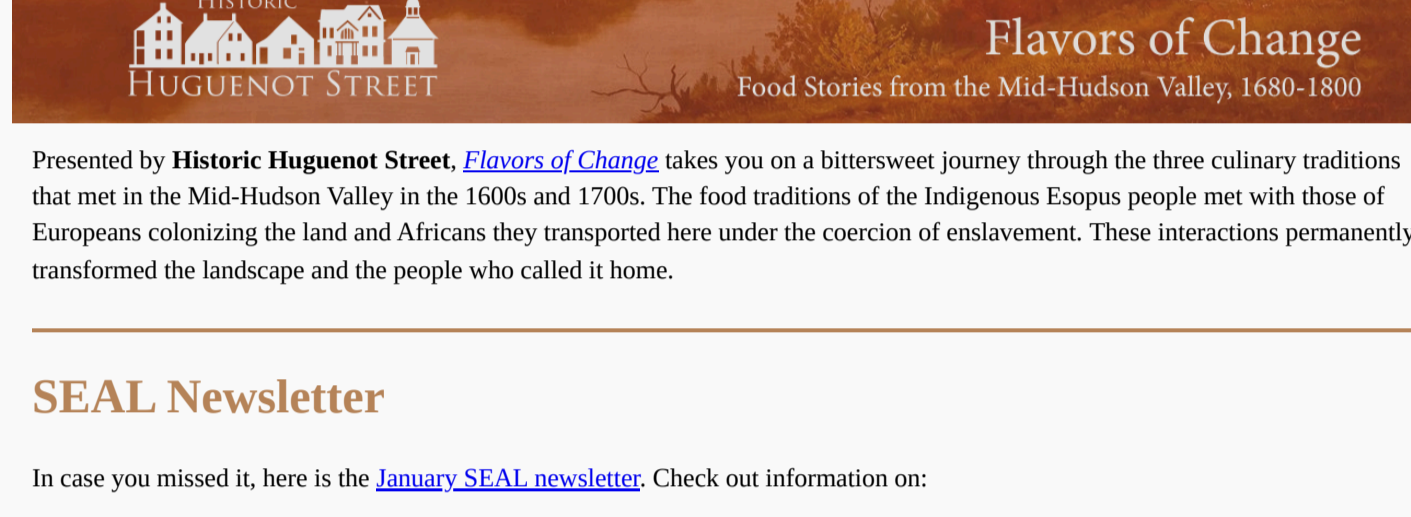 HISTORIC
HUGUENOT STREET
Flavors of Change
Food Stories from the Mid-Hudson Valley, 1680-1800
Presented by Historic Huguenot Street, Flavors of Change takes you on a bittersweet journey through the three culinary traditions
that met in the Mid-Hudson Valley in the 1600s and 1700s. The food traditions of the Indigenous Esopus people met with those of
Europeans colonizing the land and Africans they transported here under the coercion of enslavement. These interactions permanently
transformed the landscape and the people who called it home.
SEAL Newsletter
In case you missed it, here is the January SEAL newsletter. Check out information on: